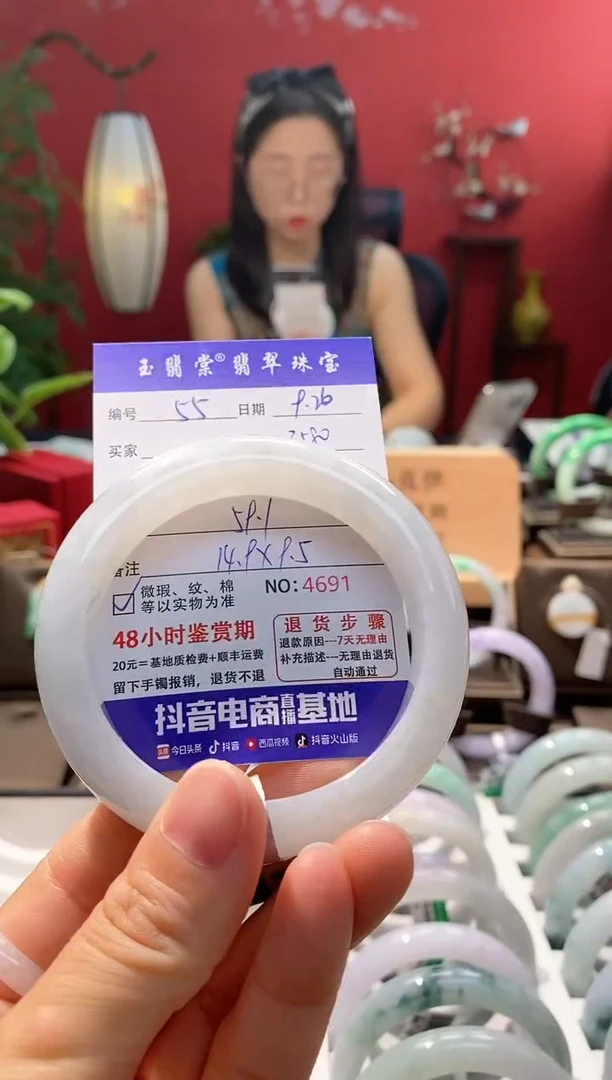 玉翡棠®翡翠珠宝
编号 55 日期 9.26
买家 2580
59.1
备注 14.9×9.5
微瑕、纹、棉
等以实物为准
NO:4691
48小时鉴赏期
20元=基地质检费+顺丰运费
留下手镯报销，退货不退
退货步骤
退款原因---7天无理由
补充描述---无理由退货
自动通过
抖音电商直播基地
头条 今日头条 抖音 西瓜视频 抖音火山版